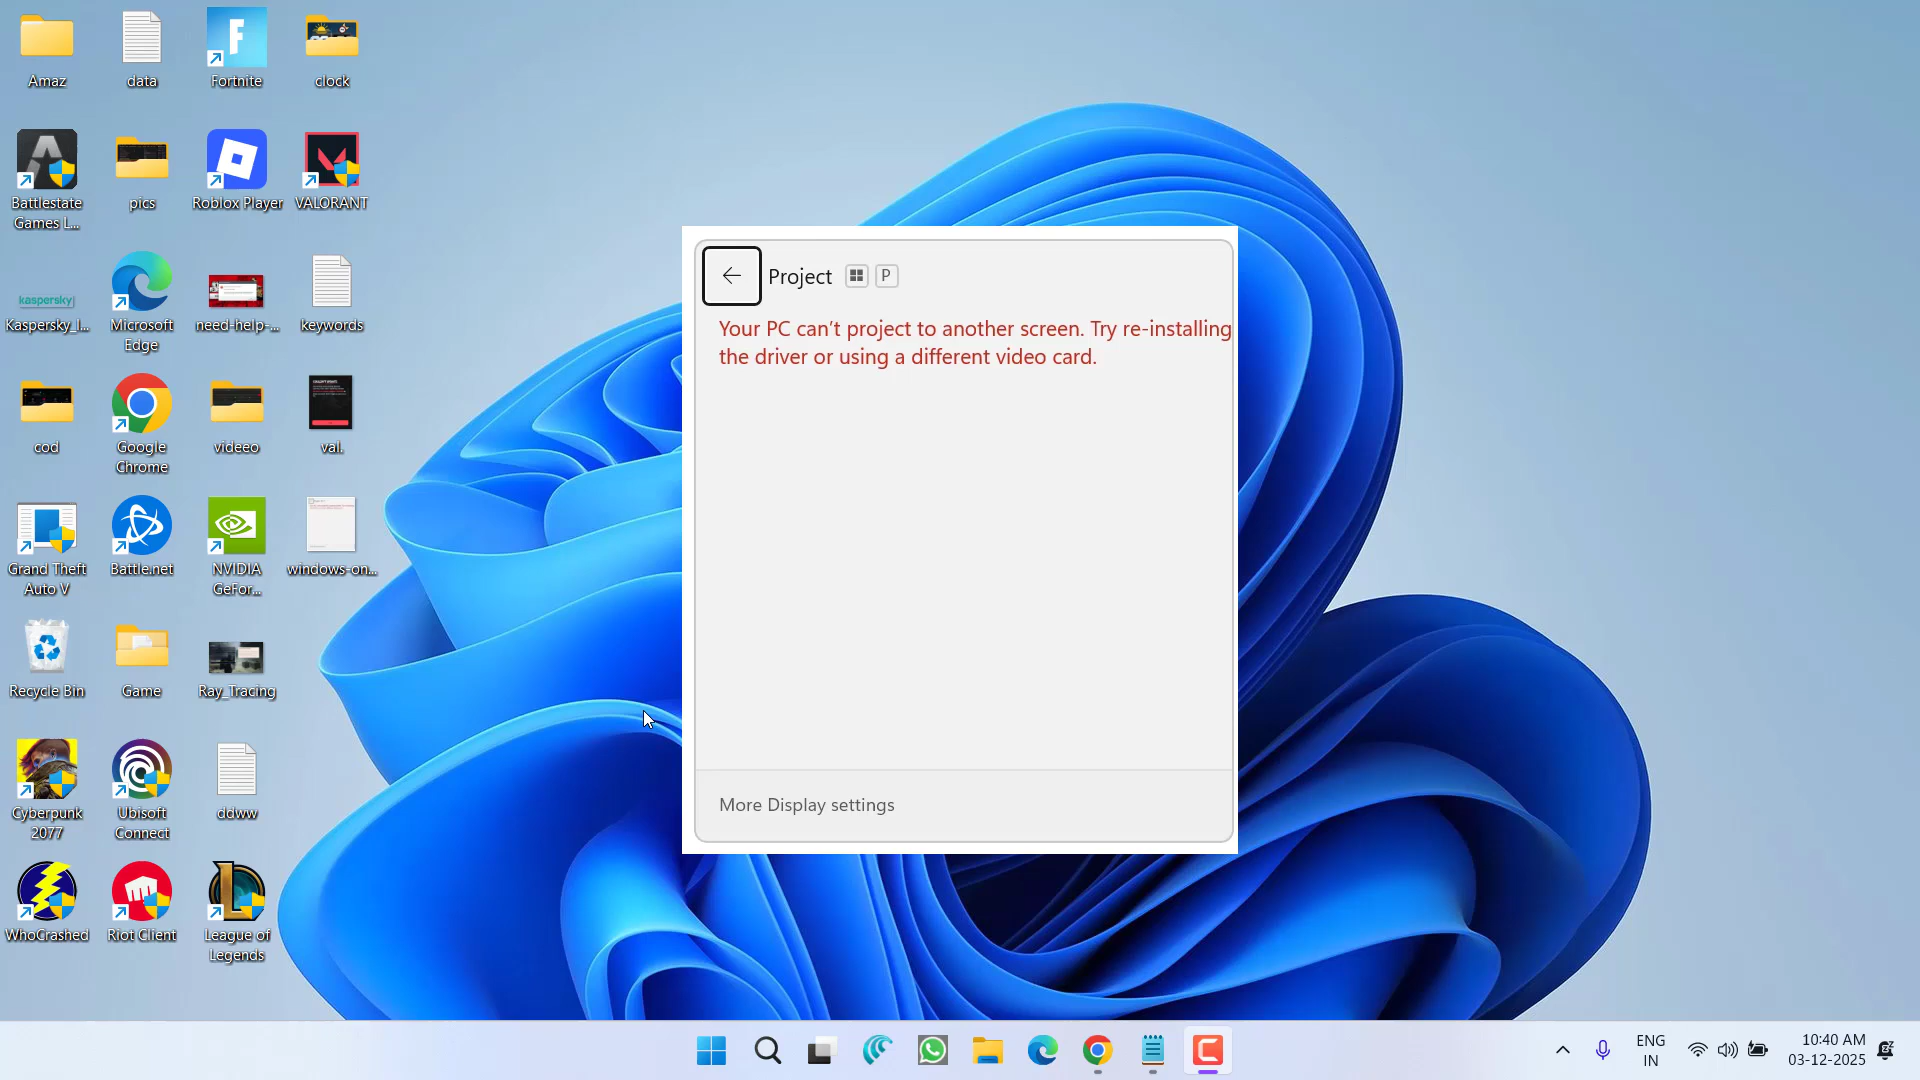 Amaz
data
Fortnite
clock
Battlestate
Games L...
pics
Roblox Player
VALORANT
kaspersky
Kaspersky_I...
Microsoft
Edge
need-help-...
keywords
cod
Google
Chrome
videeo
val.
Grand Theft
Auto V
Battle.net
NVIDIA
GeFor...
windows-on...
Recycle Bin
Game
Ray_Tracing
Cyberpunk
2077
Ubisoft
Connect
ddww
WhoCrashed
Riot Client
League of
Legends
Project P
Your PC can't project to another screen. Try re-installing
the driver or using a different video card.
More Display settings
ENG
IN
10:40 AM
03-12-2025